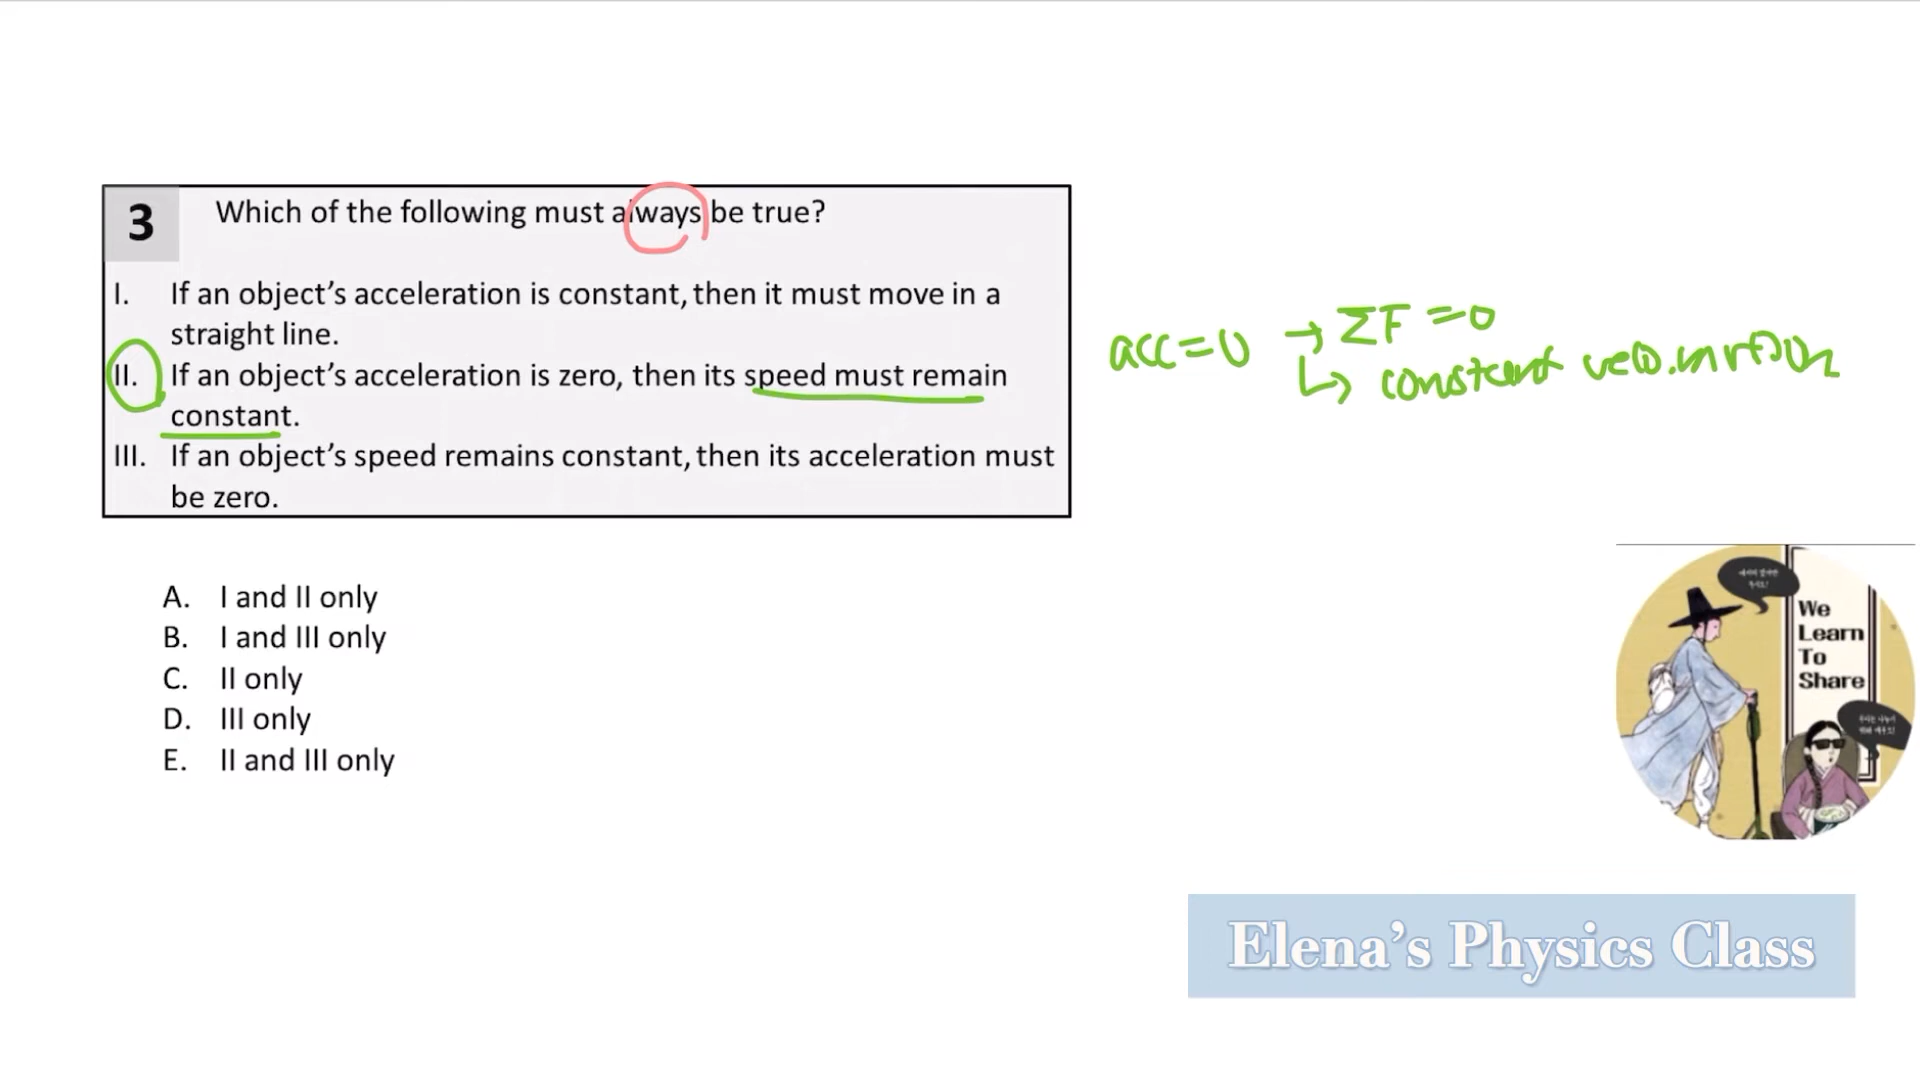 3
Which of the following must always be true?
I. If an object's acceleration is constant, then it must move in a
straight line.
II. If an object's acceleration is zero, then its speed must remain
constant.
III. If an object's speed remains constant, then its acceleration must
be zero.
acc=0 → ΣF =0
↳ constant velo.
A. I and II only
B. I and III only
C. II only
D. III only
E. II and III only
We
Learn
To
Share
Elena's Physics Class